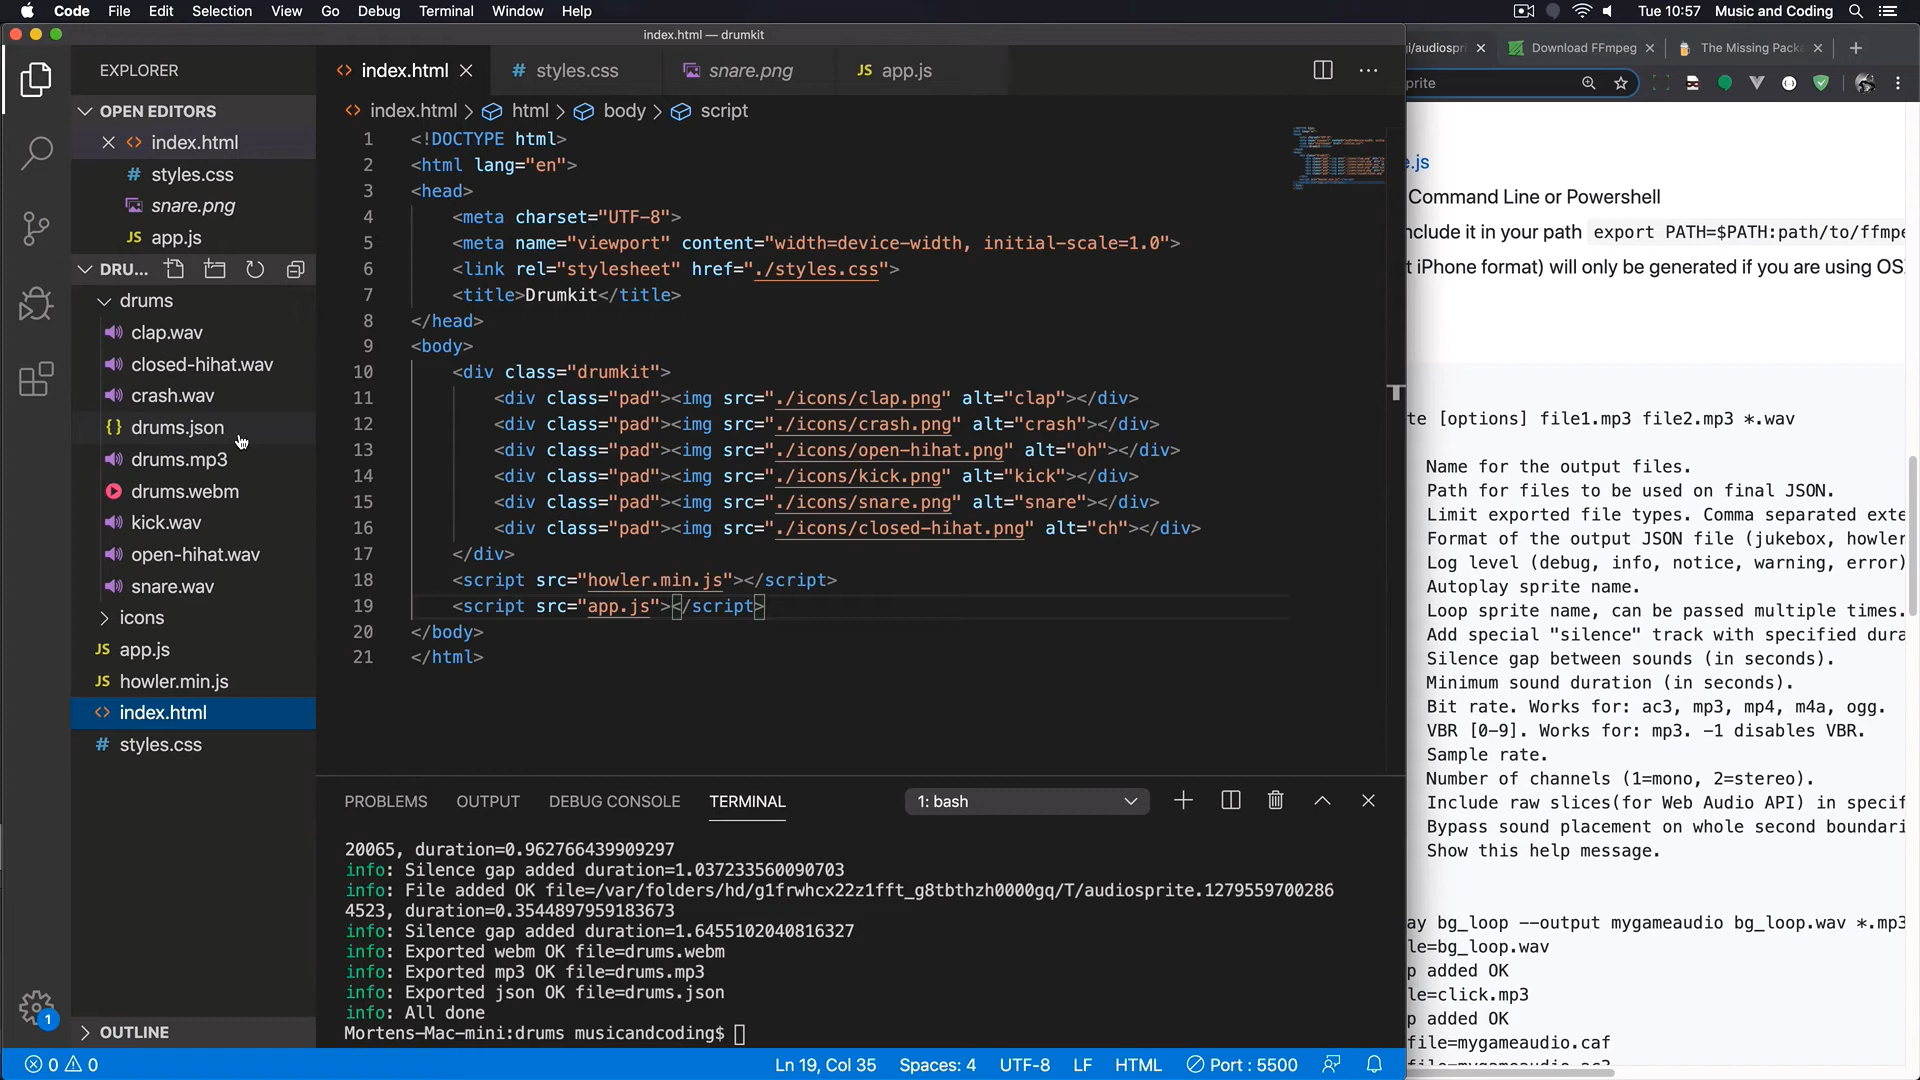 Code File Edit Selection View Go Debug Terminal Window Help
Tue 10:57 Music and Coding
index.html — drumkit
EXPLORER
OPEN EDITORS
index.html
styles.css
snare.png
app.js
DRU...
drums
clap.wav
closed-hihat.wav
crash.wav
drums.json
drums.mp3
drums.webm
kick.wav
open-hihat.wav
snare.wav
icons
app.js
howler.min.js
index.html
styles.css
OUTLINE
index.html styles.css snare.png app.js
index.html html body script
1 <!DOCTYPE html>
2 <html lang="en">
3 <head>
4 <meta charset="UTF-8">
5 <meta name="viewport" content="width=device-width, initial-scale=1.0">
6 <link rel="stylesheet" href="./styles.css">
7 <title>Drumkit</title>
8 </head>
9 <body>
10 <div class="drumkit">
11 <div class="pad"><img src="./icons/clap.png" alt="clap"></div>
12 <div class="pad"><img src="./icons/crash.png" alt="crash"></div>
13 <div class="pad"><img src="./icons/open-hihat.png" alt="oh"></div>
14 <div class="pad"><img src="./icons/kick.png" alt="kick"></div>
15 <div class="pad"><img src="./icons/snare.png" alt="snare"></div>
16 <div class="pad"><img src="./icons/closed-hihat.png" alt="ch"></div>
17 </div>
18 <script src="howler.min.js"></script>
19 <script src="app.js"></script>
20 </body>
21 </html>
PROBLEMS OUTPUT DEBUG CONSOLE TERMINAL 1: bash
20065, duration=0.962766439909297
info: Silence gap added duration=1.037233560090703
info: File added OK file=/var/folders/hd/g1frwhcx22z1fft_g8tbthzh0000gq/T/audiosprite.1279559700286
4523, duration=0.3544897959183673
info: Silence gap added duration=1.6455102040816327
info: Exported webm OK file=drums.webm
info: Exported mp3 OK file=drums.mp3
info: Exported json OK file=drums.json
info: All done
Mortens-Mac-mini:drums musicandcoding$
1
0 0 Ln 19, Col 35 Spaces: 4 UTF-8 LF HTML Port : 5500
gi/audiospri Download FFmpeg The Missing Pack
prite
e.js
Command Line or Powershell
nclude it in your path export PATH=$PATH:path/to/ffmpe
t iPhone format) will only be generated if you are using OS
te [options] file1.mp3 file2.mp3 *.wav
Name for the output files.
Path for files to be used on final JSON.
Limit exported file types. Comma separated exte
Format of the output JSON file (jukebox, howler
Log level (debug, info, notice, warning, error)
Autoplay sprite name.
Loop sprite name, can be passed multiple times.
Add special "silence" track with specified dura
Silence gap between sounds (in seconds).
Minimum sound duration (in seconds).
Bit rate. Works for: ac3, mp3, mp4, m4a, ogg.
VBR [0-9]. Works for: mp3. -1 disables VBR.
Sample rate.
Number of channels (1=mono, 2=stereo).
Include raw slices(for Web Audio API) in specif
Bypass sound placement on whole second boundari
Show this help message.
ay bg_loop --output mygameaudio bg_loop.wav *.mp3
le=bg_loop.wav
p added OK
le=click.mp3
p added OK
file=mygameaudio.caf
file=mygameaudio.ac3